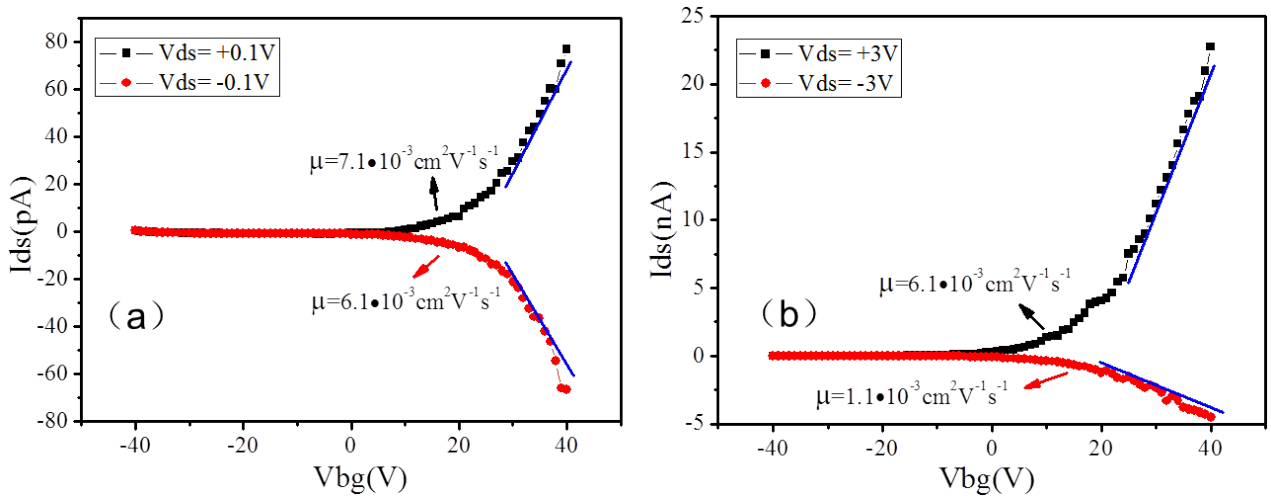 Vds= +0.1V
Vds= -0.1V
80
60
40
20
0
-20
-40
-60
-80
Ids(pA)
μ=7.1•10⁻³cm²V⁻¹s⁻¹
μ=6.1•10⁻³cm²V⁻¹s⁻¹
（a）
-40 -20 0 20 40
Vbg(V)
Vds= +3V
Vds= -3V
25
20
15
10
5
0
-5
Ids(nA)
μ=6.1•10⁻³cm²V⁻¹s⁻¹
（b）
μ=1.1•10⁻³cm²V⁻¹s⁻¹
-40 -20 0 20 40
Vbg(V)